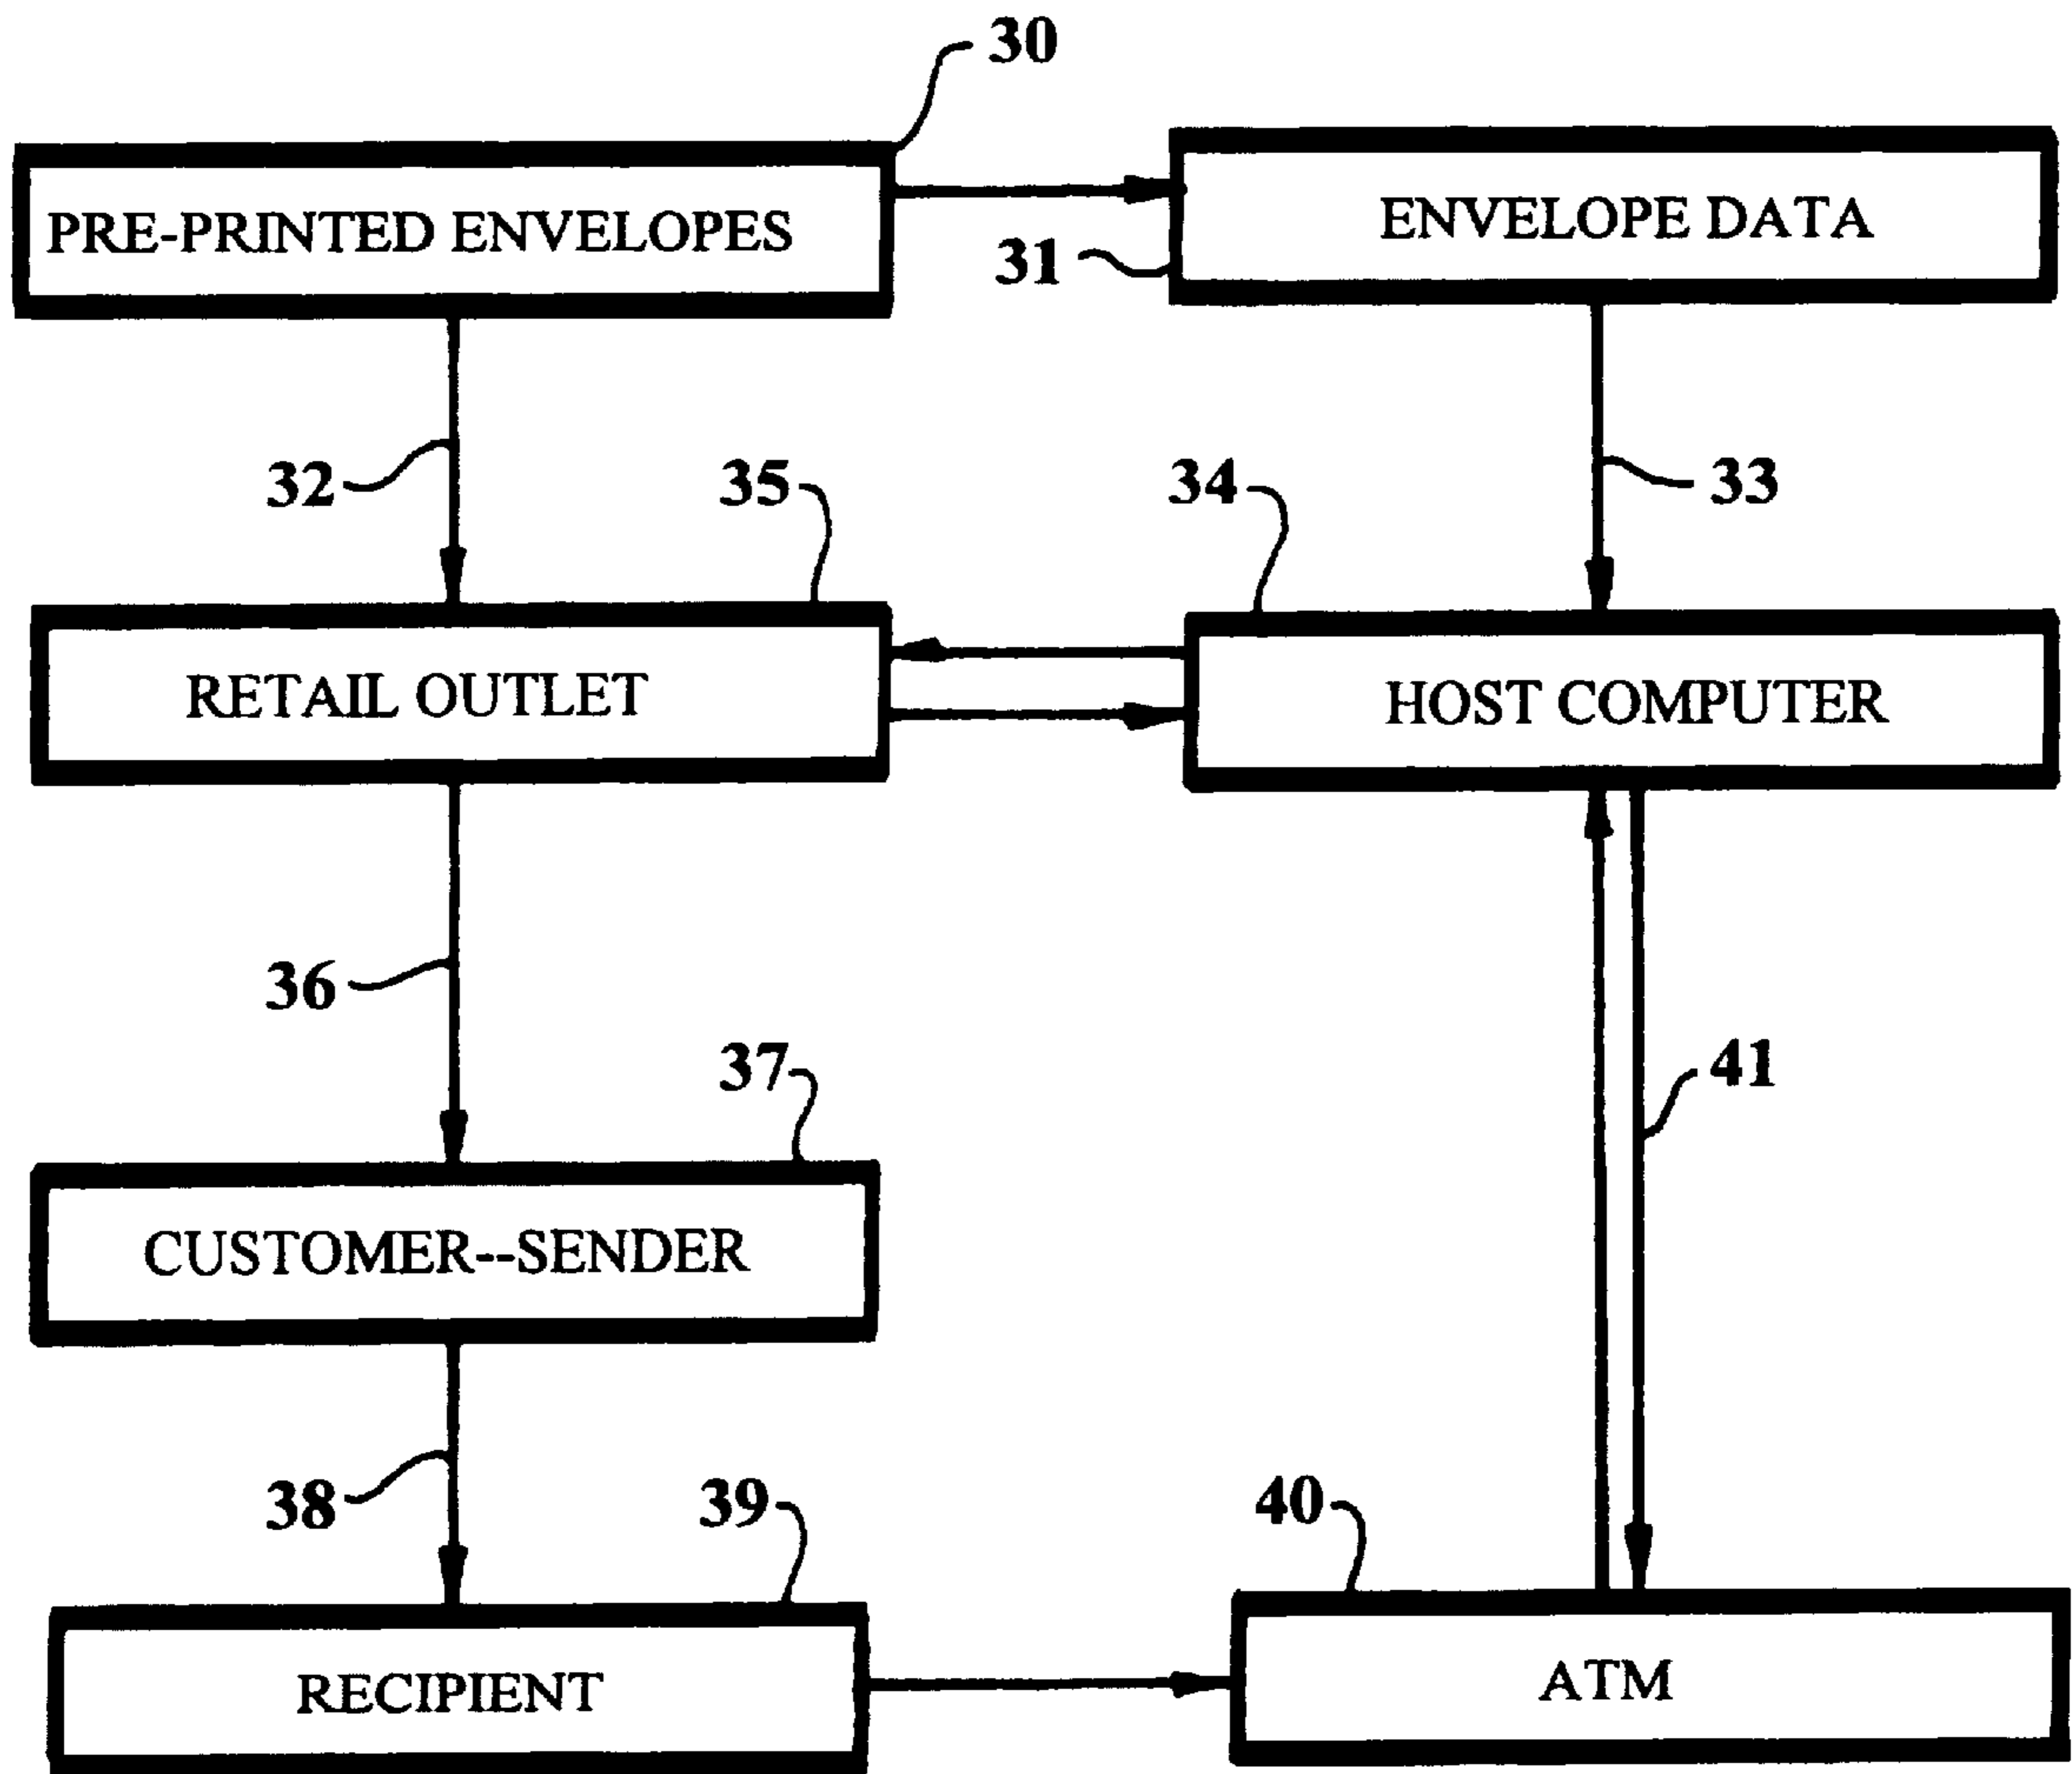 30
PRE-PRINTED ENVELOPES
ENVELOPE DATA
31
32
35
34
33
RETAIL OUTLET
HOST COMPUTER
36
37
41
CUSTOMER--SENDER
38
39
40
RECIPIENT
ATM